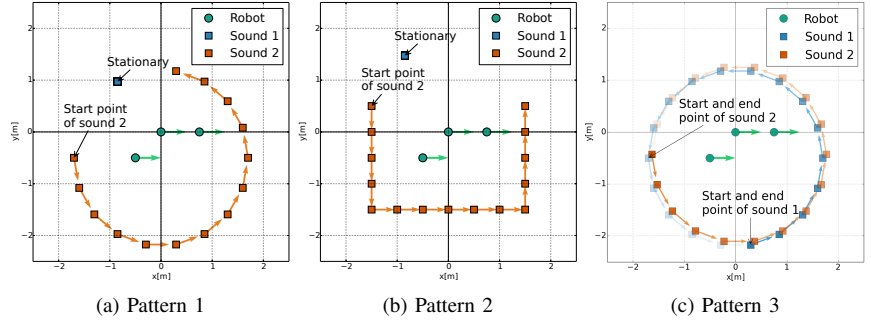 Robot
Sound 1
Sound 2
Stationary
Start point
of sound 2
y[m]
2
1
0
−1
−2
−2
−1
0
1
2
x[m]
(a) Pattern 1
Robot
Sound 1
Sound 2
Stationary
Start point
of sound 2
y[m]
2
1
0
−1
−2
−2
−1
0
1
2
x[m]
(b) Pattern 2
Robot
Sound 1
Sound 2
Start and end
point of sound 2
Start and end
point of sound 1
y[m]
2
1
0
−1
−2
−2
−1
0
1
2
x[m]
(c) Pattern 3